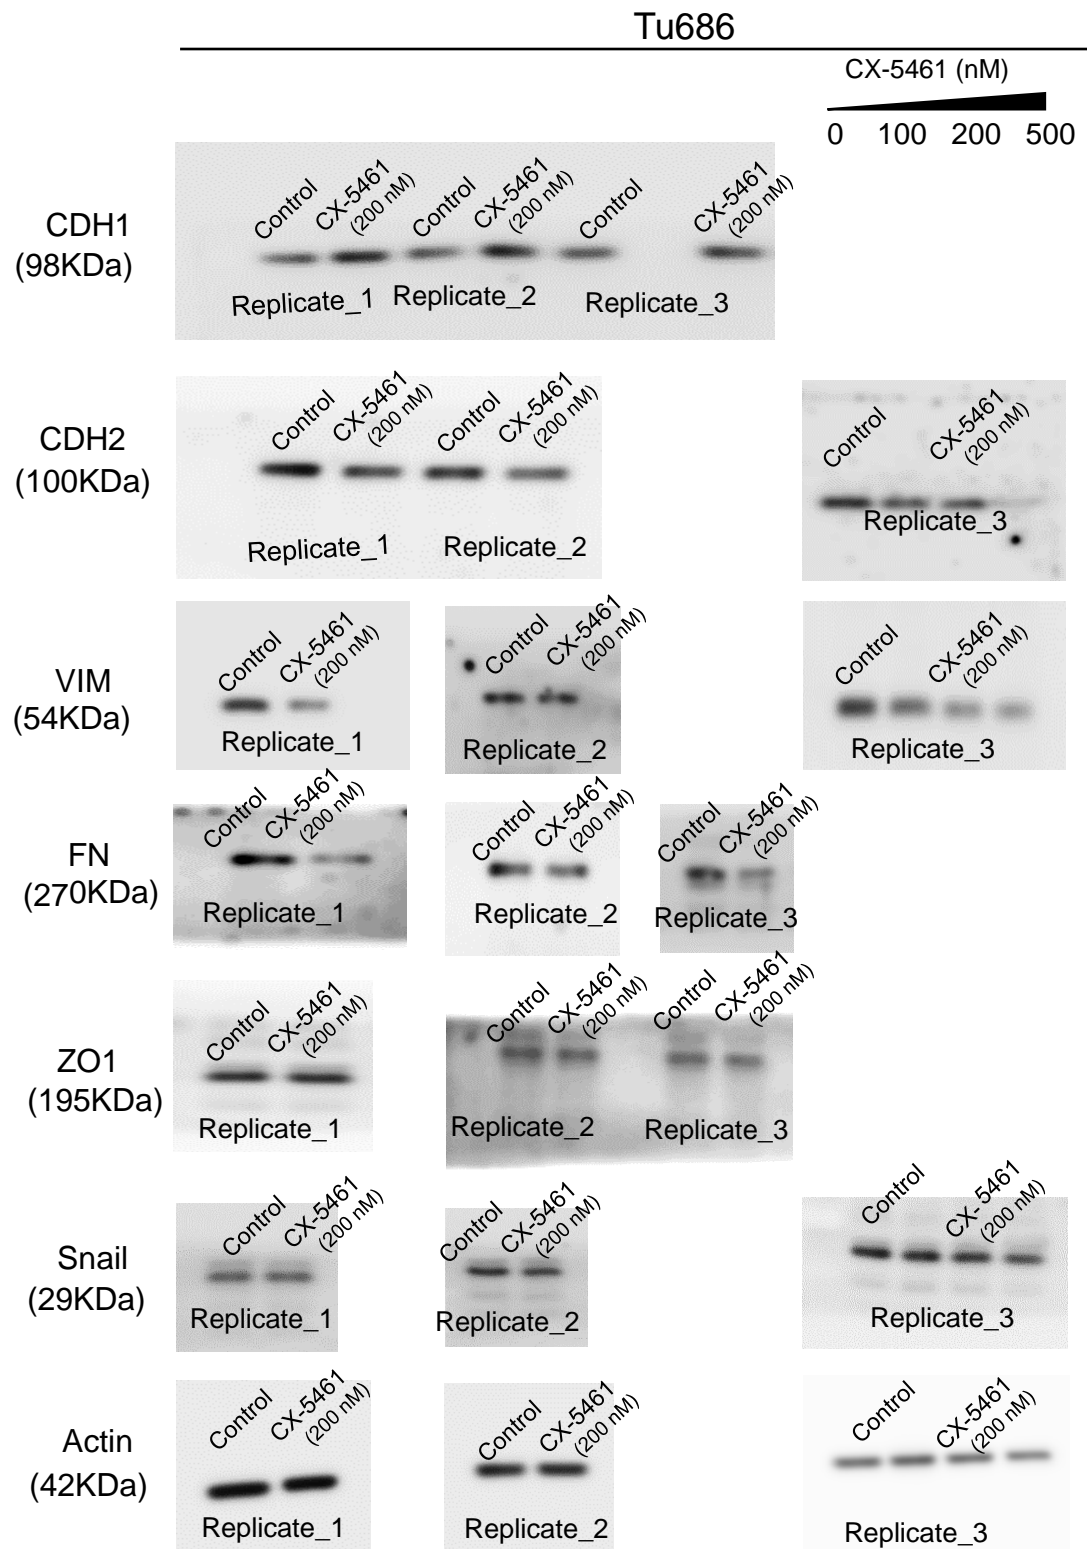 Tu686
CX-5461 (nM)
0 100 200 500
CDH1
(98KDa)
Control
CX-5461
(200 nM)
Control
CX-5461
(200 nM)
Control
CX-5461
(200 nM)
Replicate_1
Replicate_2
Replicate_3
CDH2
(100KDa)
Control
CX-5461
(200 nM)
Control
CX-5461
(200 nM)
Control
CX-5461
(200 nM)
Replicate_1
Replicate_2
Replicate_3
VIM
(54KDa)
Control
CX-5461
(200 nM)
Control
CX-5461
(200 nM)
Control
CX-5461
(200 nM)
Replicate_1
Replicate_2
Replicate_3
FN
(270KDa)
Control
CX-5461
(200 nM)
Control
CX-5461
(200 nM)
Control
CX-5461
(200 nM)
Replicate_1
Replicate_2
Replicate_3
ZO1
(195KDa)
Control
CX-5461
(200 nM)
Control
CX-5461
(200 nM)
Control
CX-5461
(200 nM)
Replicate_1
Replicate_2
Replicate_3
Snail
(29KDa)
Control
CX-5461
(200 nM)
Control
CX-5461
(200 nM)
Control
CX-5461
(200 nM)
Replicate_1
Replicate_2
Replicate_3
Actin
(42KDa)
Control
CX-5461
(200 nM)
Control
CX-5461
(200 nM)
Control
CX-5461
(200 nM)
Replicate_1
Replicate_2
Replicate_3